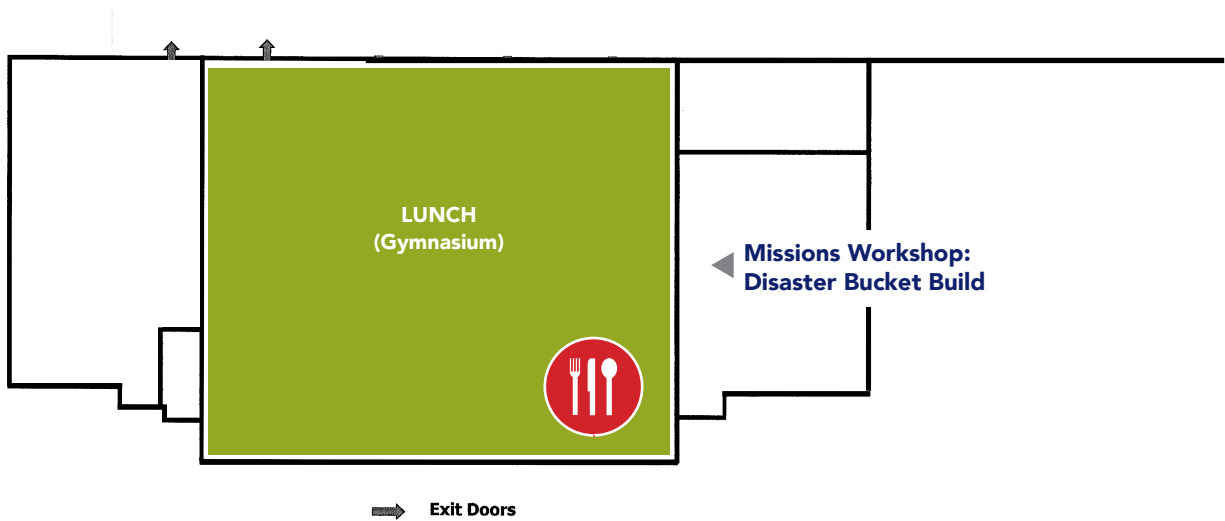 LUNCH
(Gymnasium)
Missions Workshop:
Disaster Bucket Build
Exit Doors